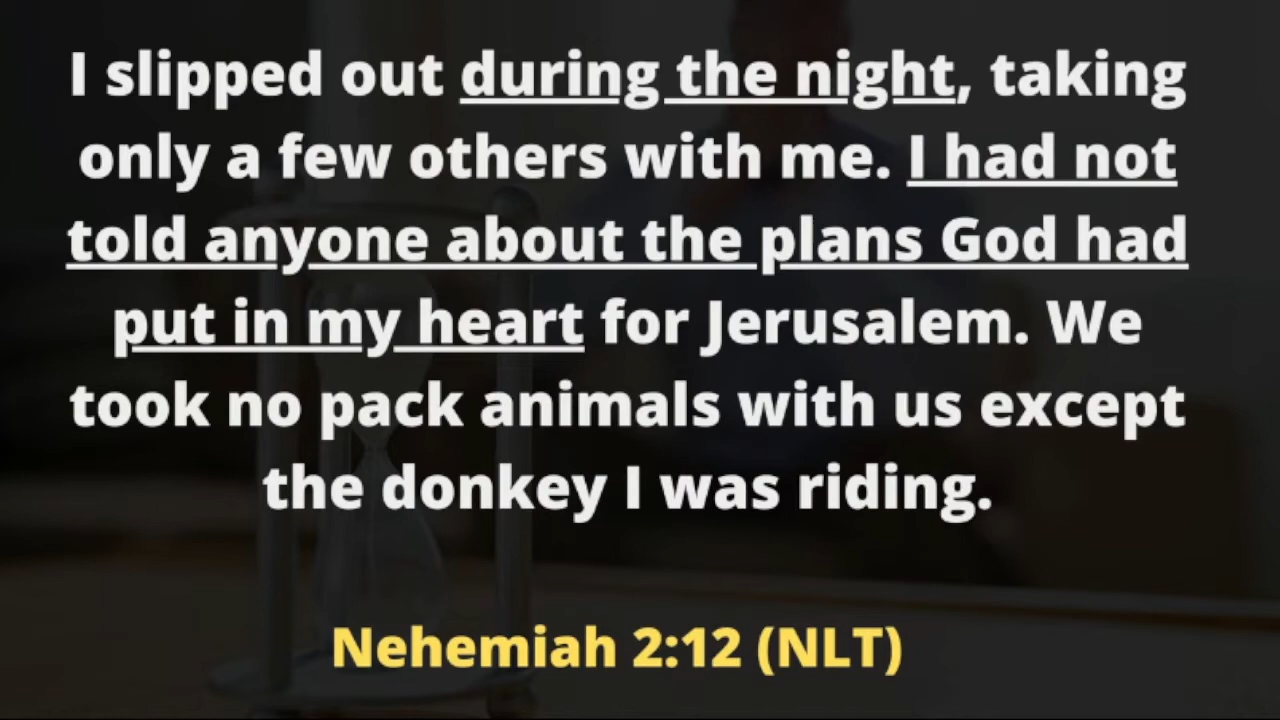 I slipped out during the night, taking
only a few others with me. I had not
told anyone about the plans God had
put in my heart for Jerusalem. We
took no pack animals with us except
the donkey I was riding.
Nehemiah 2:12 (NLT)